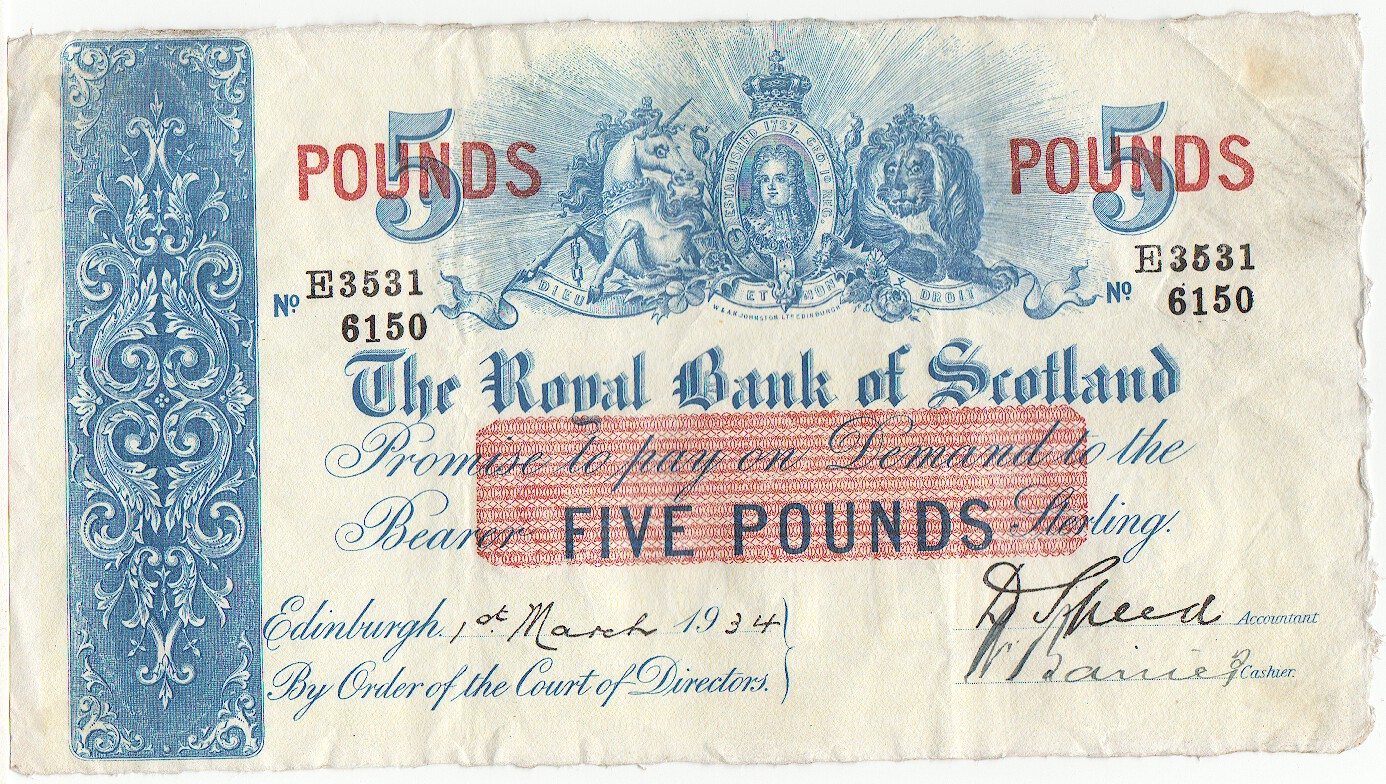 5 POUNDS
5 POUNDS
ESTABLISHED 1727. GEO. 1o REG.
DIEU ET MON DROIT
W. & A.K. JOHNSTON LTD EDINBURGH
No E3531
6150
No E3531
6150
The Royal Bank of Scotland
Promise to pay on Demand to the
Bearer FIVE POUNDS Sterling.
Edinburgh. 1st. March 1934
By Order of the Court of Directors.
D Speed Accountant
Cashier.